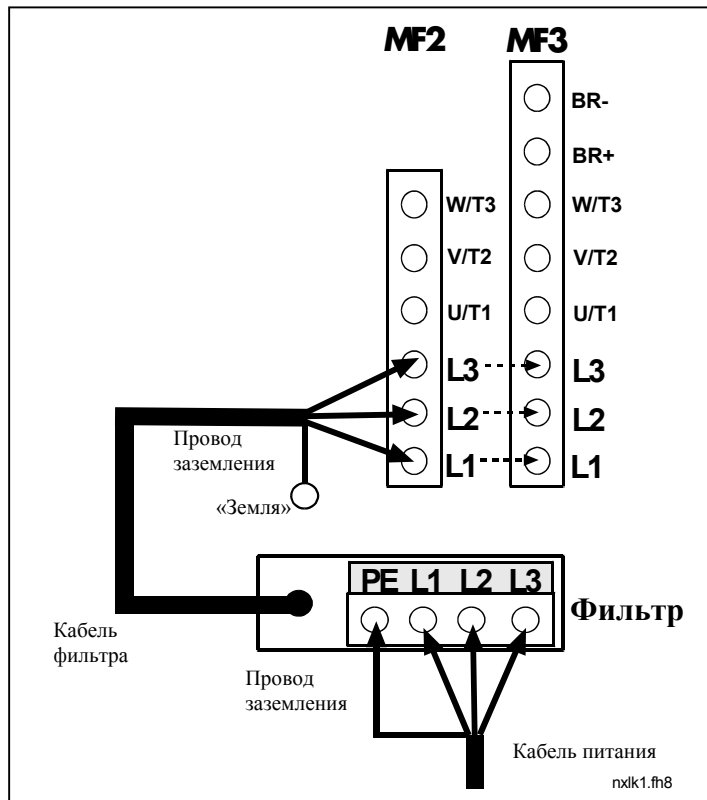 MF2 MF3
BR-
BR+
W/T3 W/T3
V/T2 V/T2
U/T1 U/T1
L3 L3
L2 L2
L1 L1
Провод
заземления
«Земля»
PE L1 L2 L3
Фильтр
Кабель
фильтра
Провод
заземления
Кабель питания
nxlk1.fh8